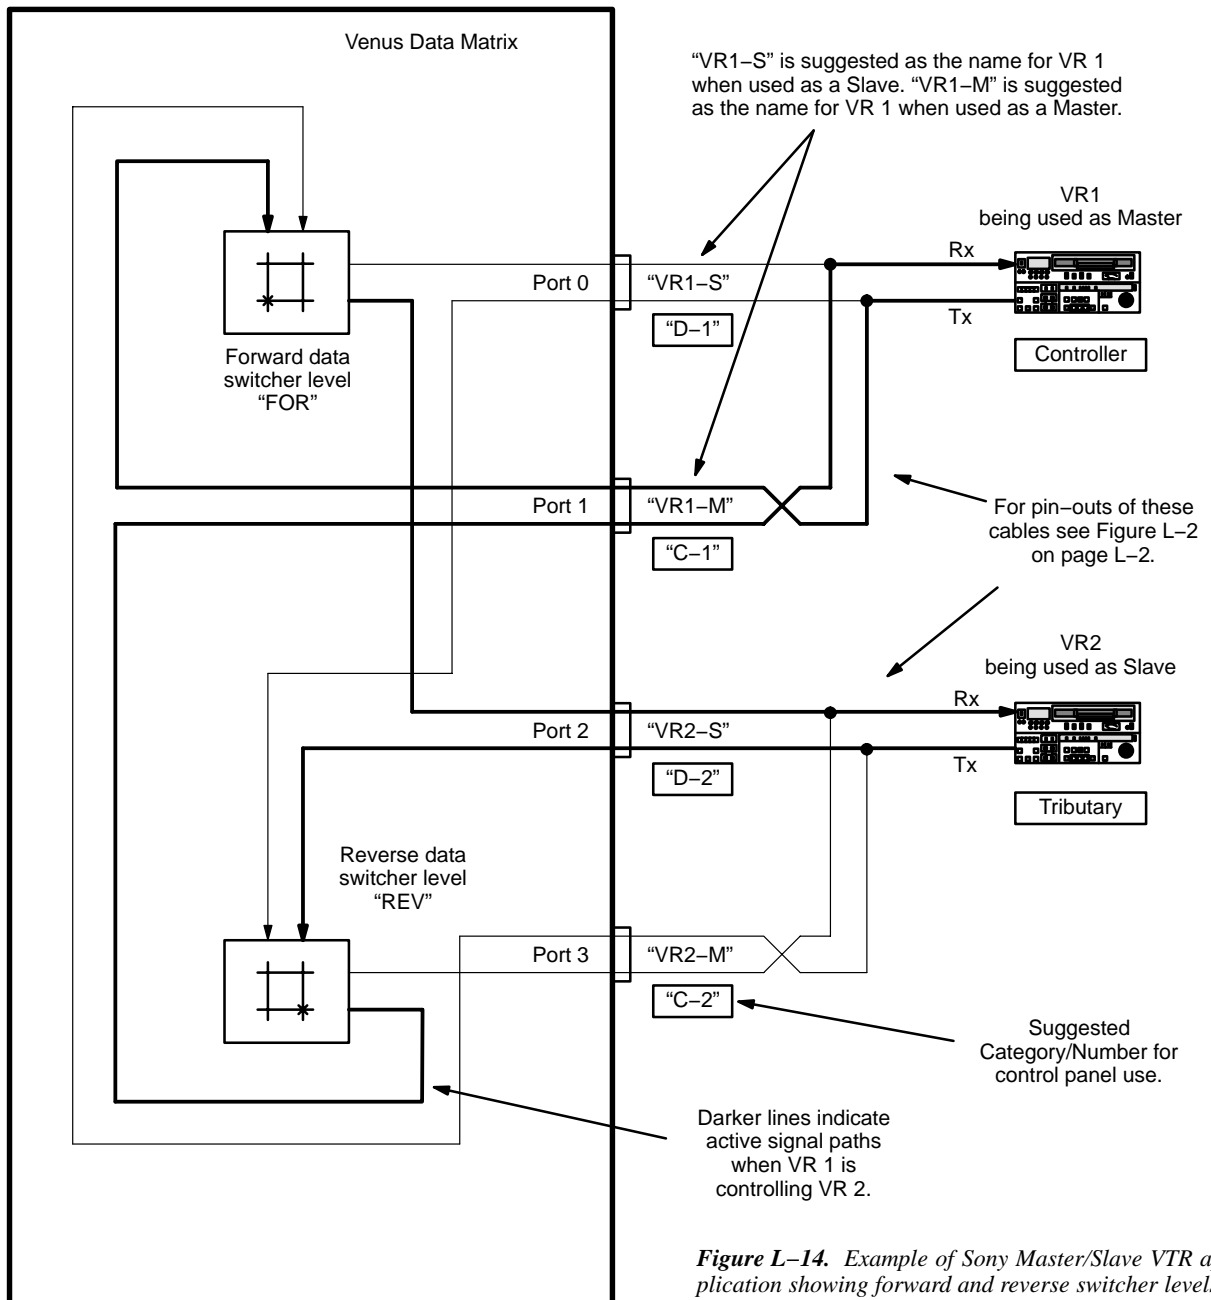 Venus Data Matrix
“VR1–S” is suggested as the name for VR 1
when used as a Slave. “VR1–M” is suggested
as the name for VR 1 when used as a Master.
VR1
being used as Master
Rx
Port 0
“VR1–S”
Tx
“D–1”
Controller
Forward data
switcher level
“FOR”
Port 1
“VR1–M”
“C–1”
For pin–outs of these
cables see Figure L–2
on page L–2.
VR2
being used as Slave
Rx
Port 2
“VR2–S”
Tx
“D–2”
Tributary
Reverse data
switcher level
“REV”
Port 3
“VR2–M”
“C–2”
Suggested
Category/Number for
control panel use.
Darker lines indicate
active signal paths
when VR 1 is
controlling VR 2.
Figure L–14. Example of Sony Master/Slave VTR
plication showing forward and reverse switcher level